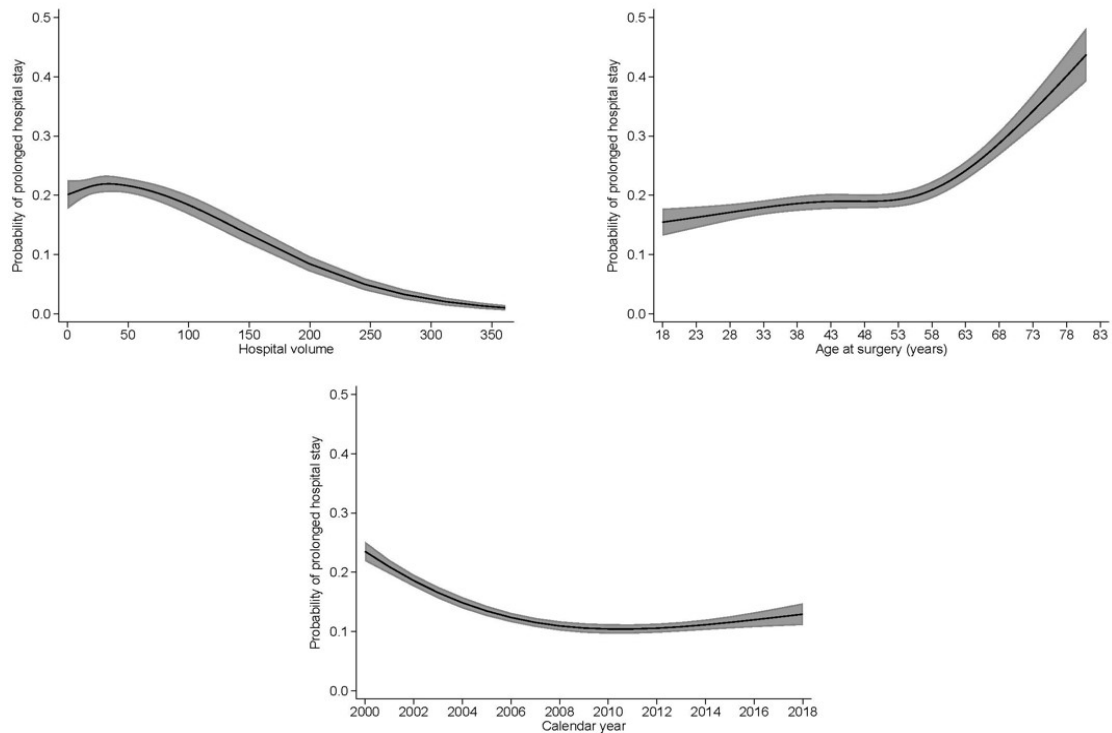 Probability of prolonged hospital stay
0.5
0.4
0.3
0.2
0.1
0.0
0 50 100 150 200 250 300 350
Hospital volume
Probability of prolonged hospital stay
0.5
0.4
0.3
0.2
0.1
0.0
18 23 28 33 38 43 48 53 58 63 68 73 78 83
Age at surgery (years)
Probability of prolonged hospital stay
0.5
0.4
0.3
0.2
0.1
0.0
2000 2002 2004 2006 2008 2010 2012 2014 2016 2018
Calendar year